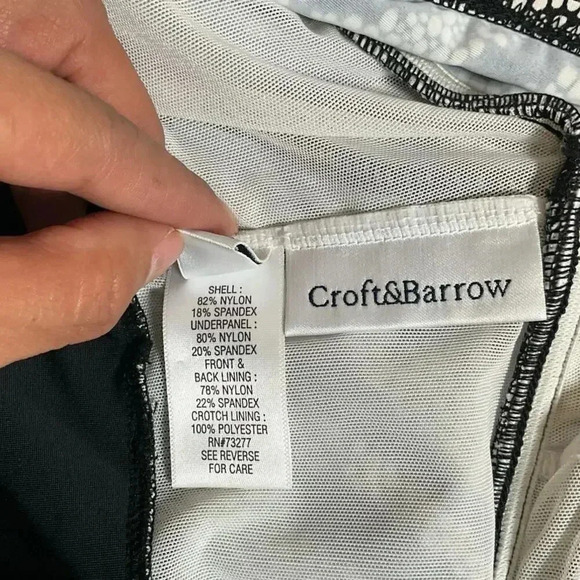 SHELL :
82% NYLON
18% SPANDEX
UNDERPANEL :
80% NYLON
20% SPANDEX
FRONT &
BACK LINING :
78% NYLON
22% SPANDEX
CROTCH LINING :
100% POLYESTER
RN#73277
SEE REVERSE
FOR CARE
Croft&Barrow